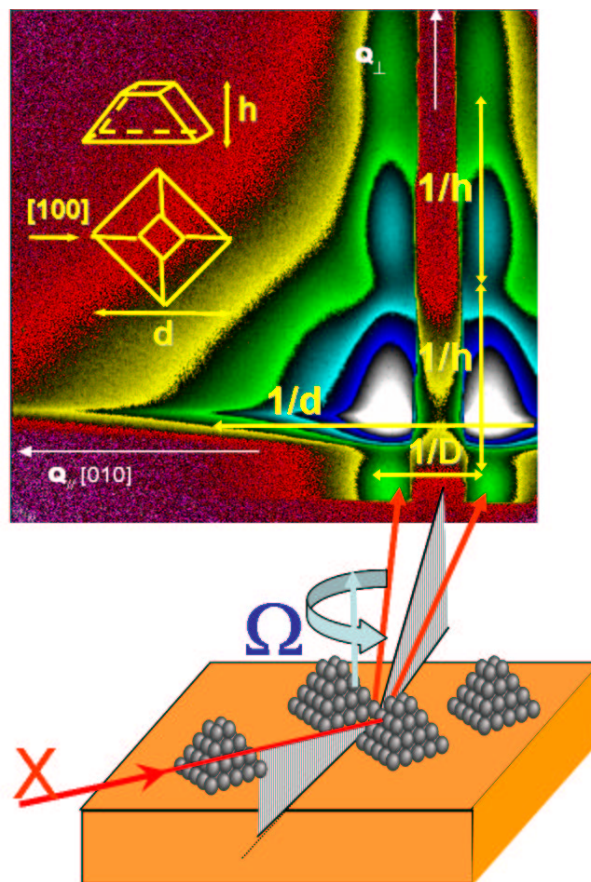 Q⊥
h
[100]
1/h
d
1/h
1/d
1/D
Q// [010]
Ω
X